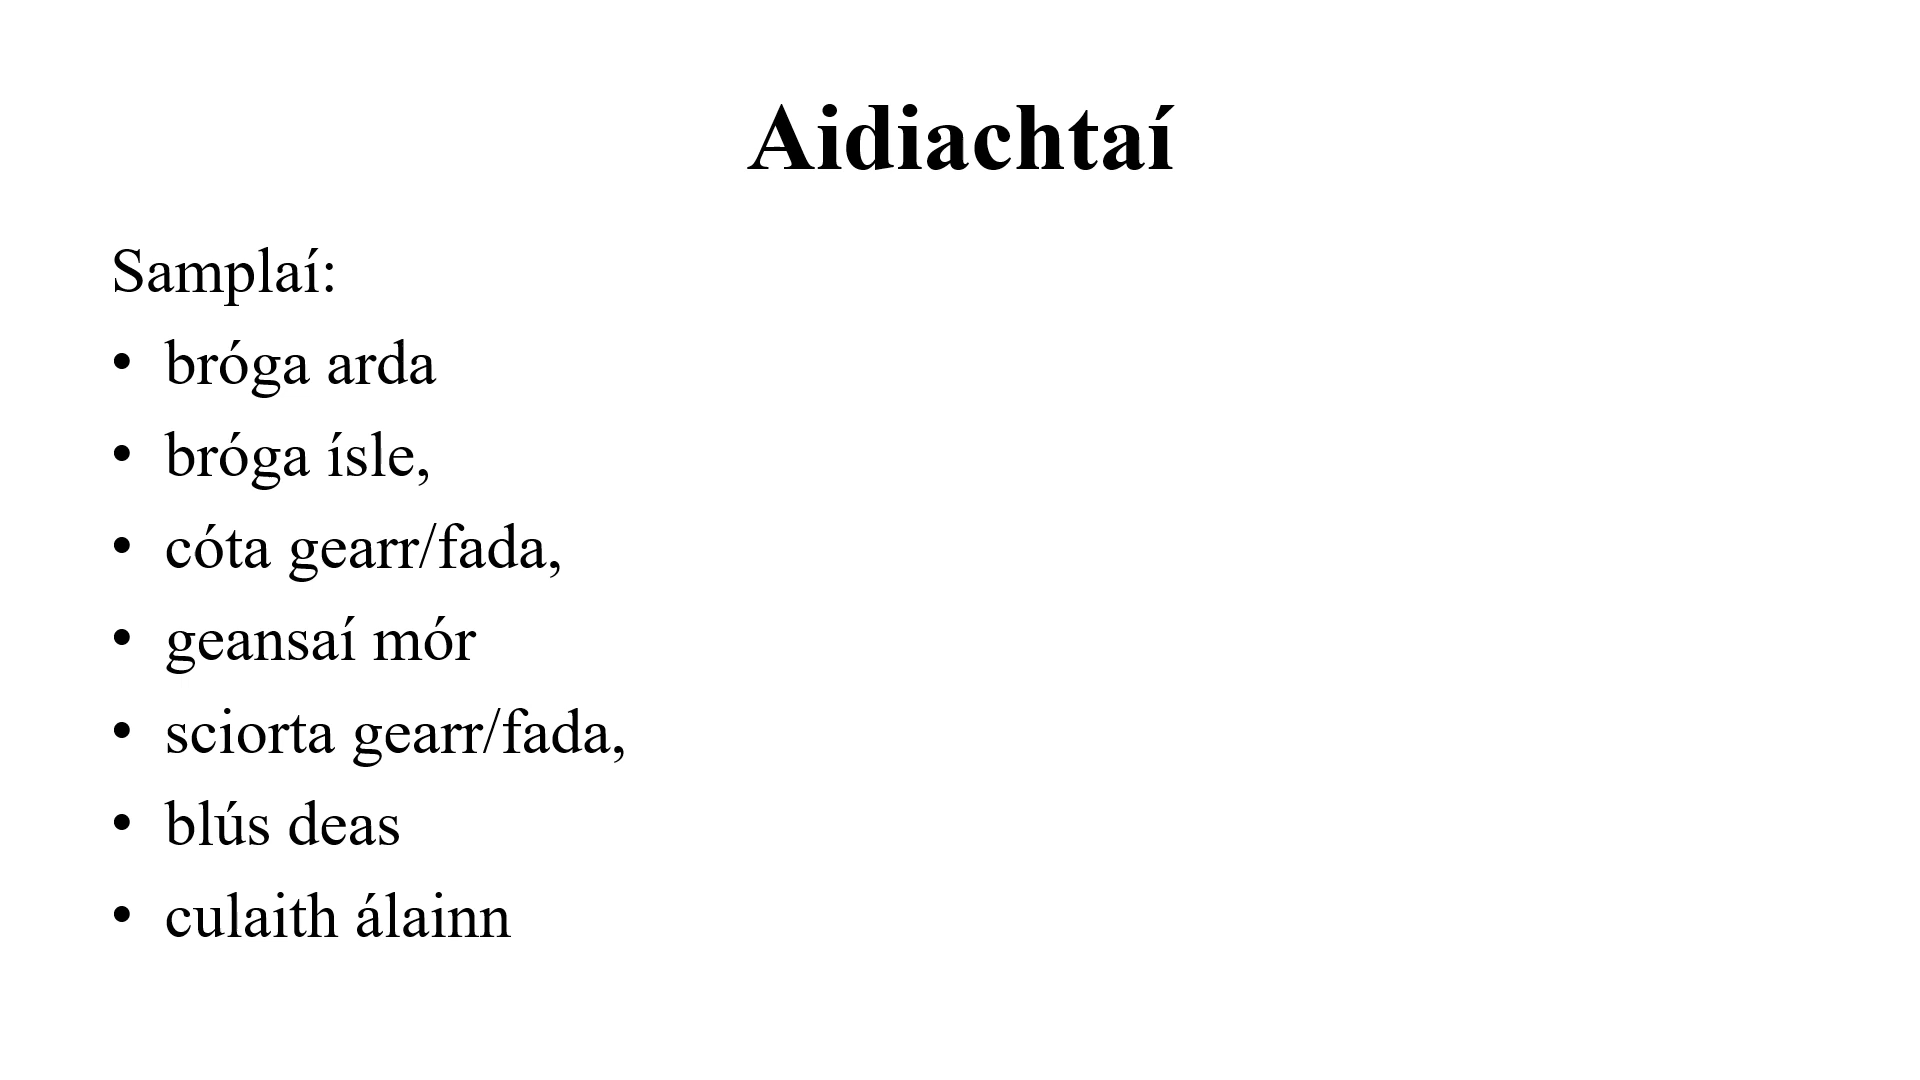 Aidiachtaí
Samplaí:
• bróga arda
• bróga ísle,
• cóta gearr/fada,
• geansaí mór
• sciorta gearr/fada,
• blús deas
• culaith álainn